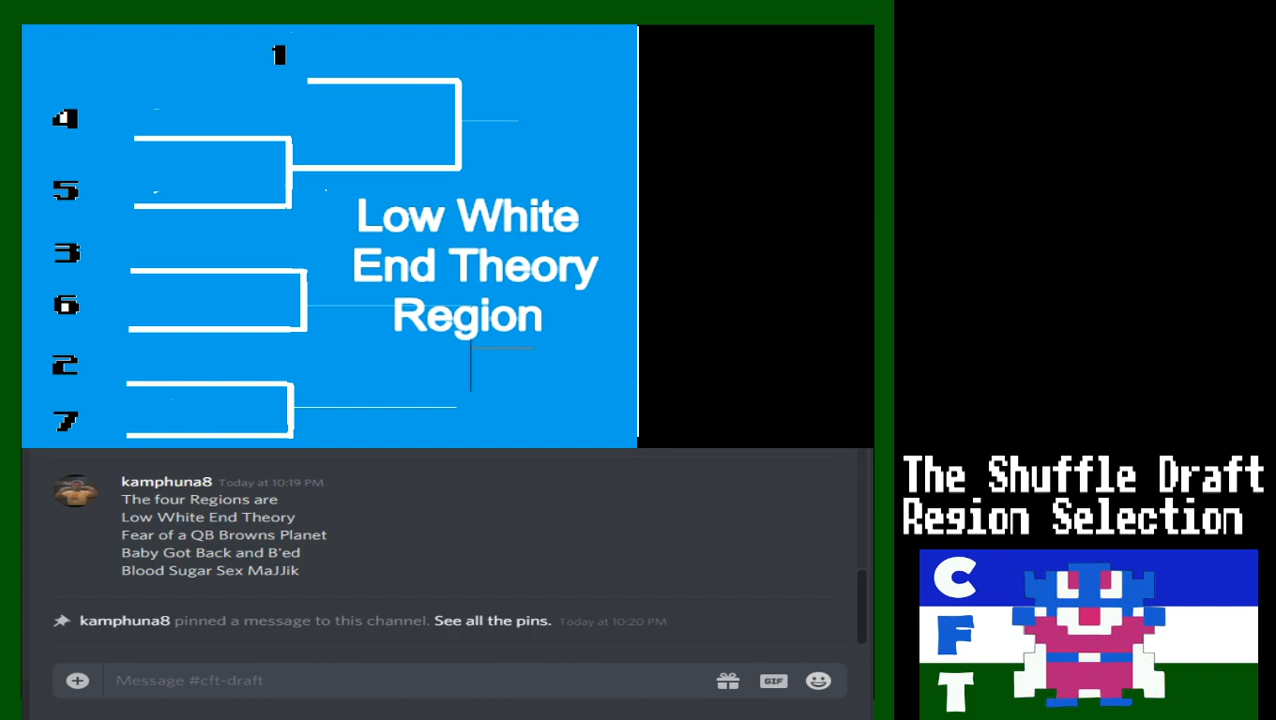 1
4
5
3
6
2
7
Low White
End Theory
Region
kamphuna8 Today at 10:19 PM
The four Regions are
Low White End Theory
Fear of a QB Browns Planet
Baby Got Back and B'ed
Blood Sugar Sex MaJJik
kamphuna8 pinned a message to this channel. See all the pins. Today at 10:20 PM
Message #cft-draft
GIF
The Shuffle Draft
Region Selection
C
F
T